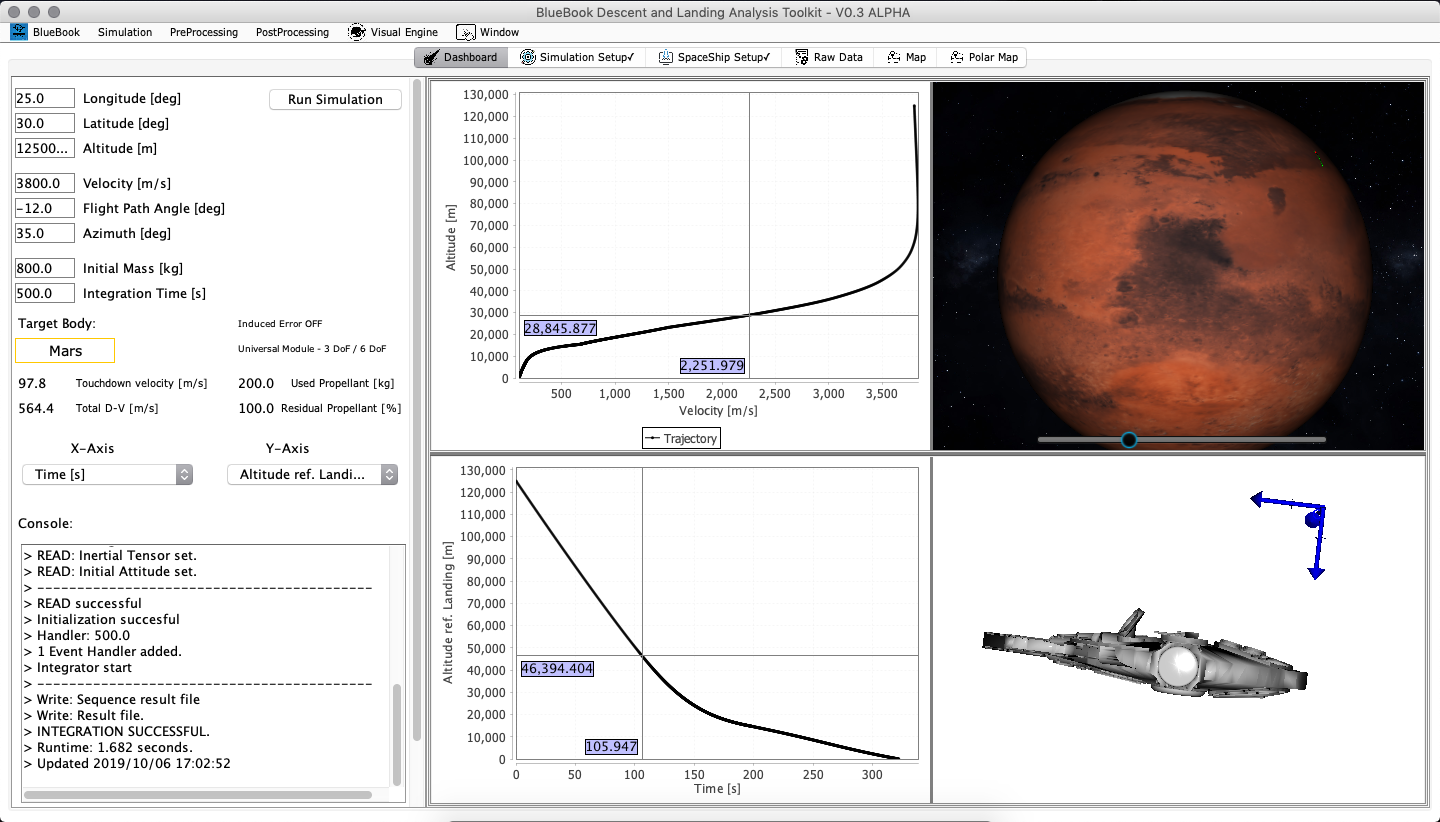 BlueBook Descent and Landing Analysis Toolkit - V0.3 ALPHA
BlueBook Simulation PreProcessing PostProcessing Visual Engine Window
Dashboard Simulation Setup✓ SpaceShip Setup✓ Raw Data Map Polar Map
25.0 Longitude [deg] Run Simulation
30.0 Latitude [deg]
12500... Altitude [m]
3800.0 Velocity [m/s]
-12.0 Flight Path Angle [deg]
35.0 Azimuth [deg]
800.0 Initial Mass [kg]
500.0 Integration Time [s]
Target Body: Induced Error OFF
Mars Universal Module - 3 DoF / 6 DoF
97.8 Touchdown velocity [m/s] 200.0 Used Propellant [kg]
564.4 Total D-V [m/s] 100.0 Residual Propellant [%]
X-Axis Y-Axis
Time [s] Altitude ref. Landi...
Console:
> READ: Inertial Tensor set.
> READ: Initial Attitude set.
> ------------------------------------------
> READ successful
> Initialization succesful
> Handler: 500.0
> 1 Event Handler added.
> Integrator start
> ------------------------------------------
> Write: Sequence result file
> Write: Result file.
> INTEGRATION SUCCESSFUL.
> Runtime: 1.682 seconds.
> Updated 2019/10/06 17:02:52
Altitude [m]
130,000
120,000
110,000
100,000
90,000
80,000
70,000
60,000
50,000
40,000
30,000
20,000
10,000
0
28,845.877
2,251.979
500 1,000 1,500 2,000 2,500 3,000 3,500
Velocity [m/s]
Trajectory
Altitude ref. Landing [m]
130,000
120,000
110,000
100,000
90,000
80,000
70,000
60,000
50,000
40,000
30,000
20,000
10,000
0
46,394.404
105.947
0 50 100 150 200 250 300
Time [s]